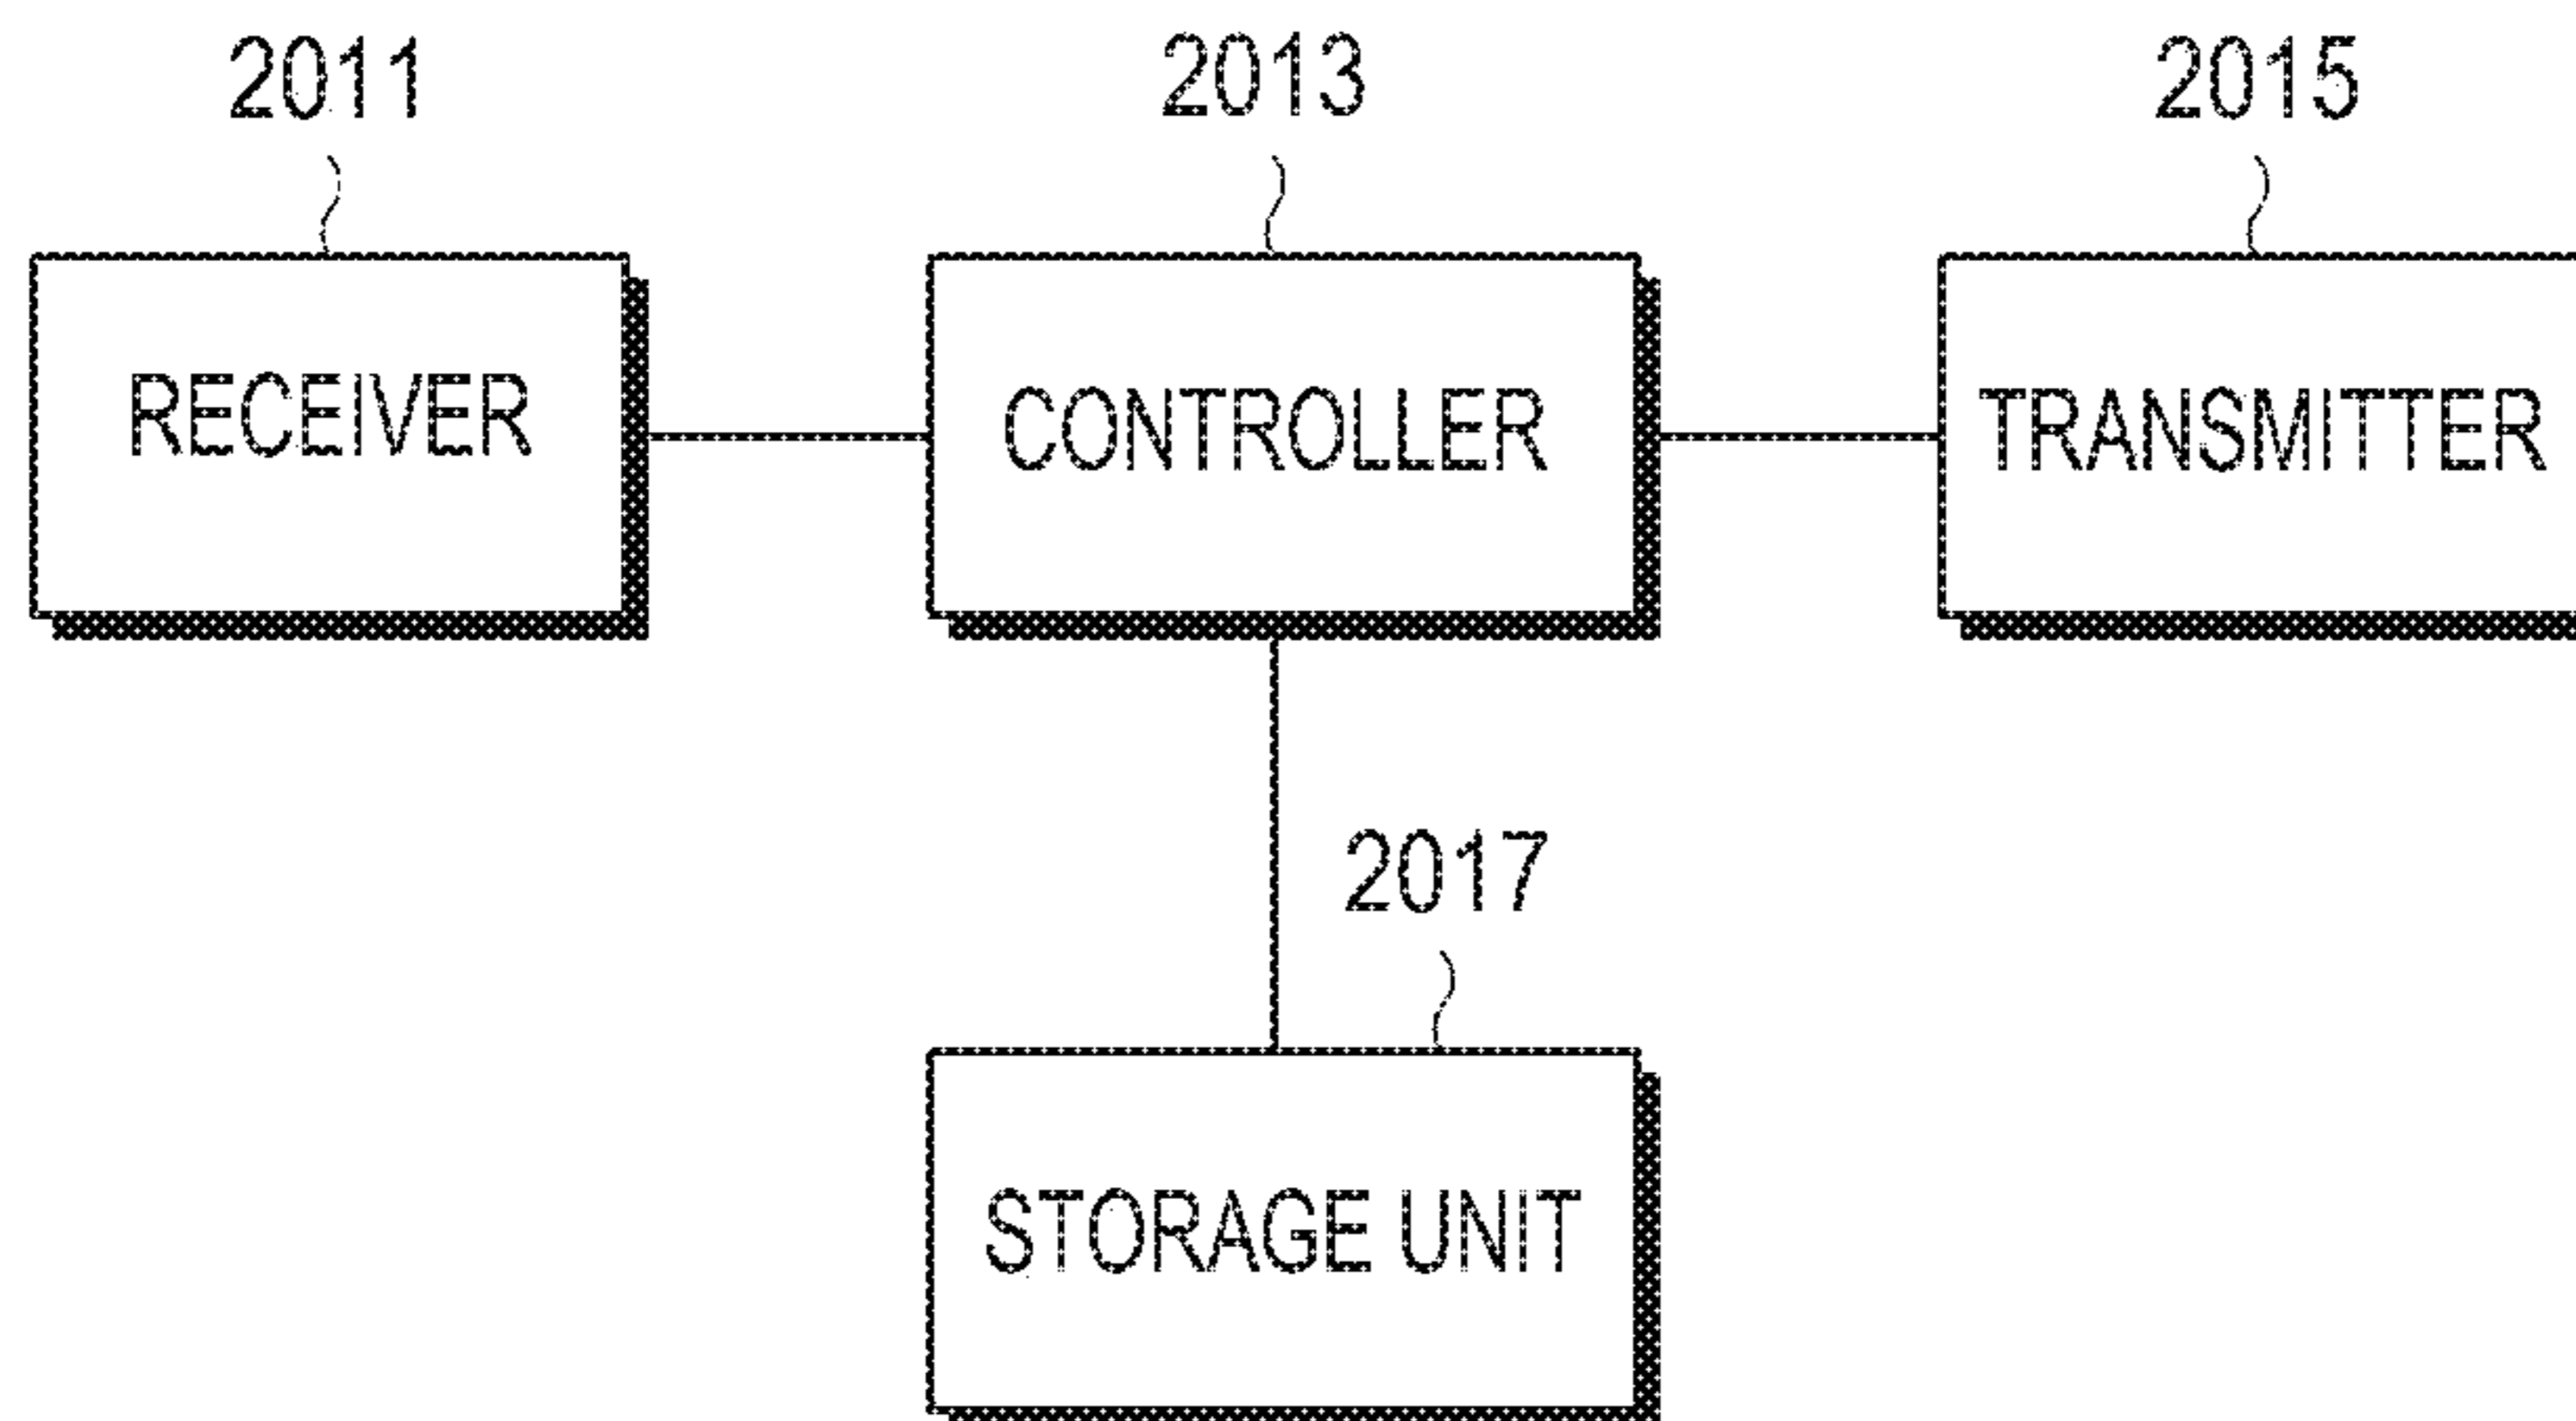 2011
2013
2015
RECEIVER
CONTROLLER
TRANSMITTER
2017
STORAGE UNIT